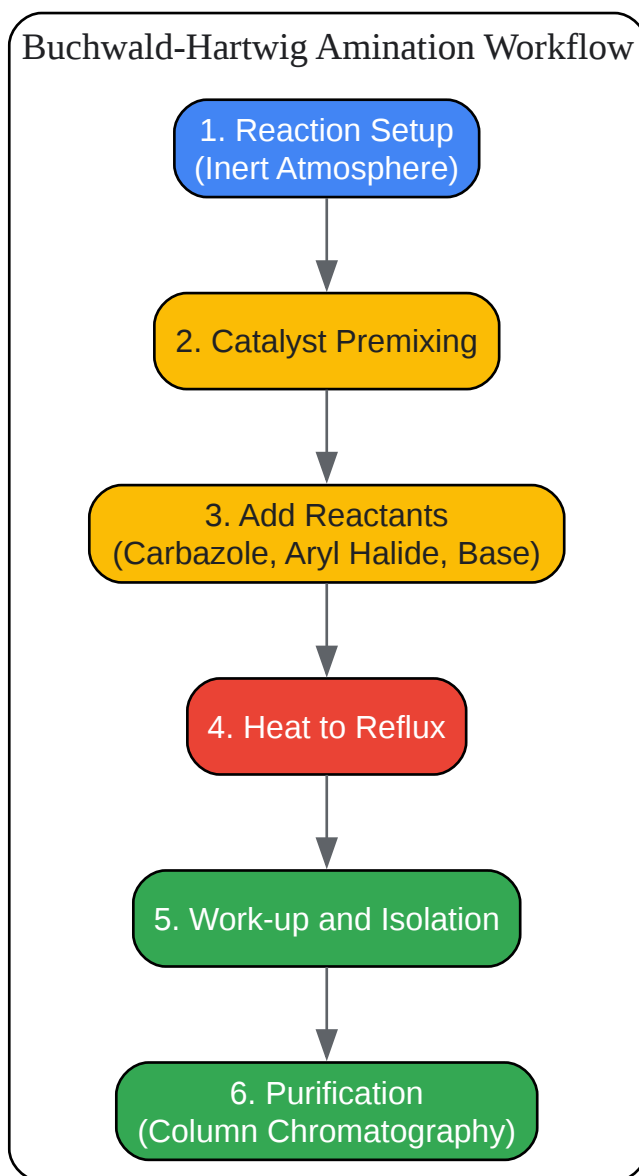 Buchwald-Hartwig Amination Workflow
1. Reaction Setup
(Inert Atmosphere)
2. Catalyst Premixing
3. Add Reactants
(Carbazole, Aryl Halide, Base)
4. Heat to Reflux
5. Work-up and Isolation
6. Purification
(Column Chromatography)